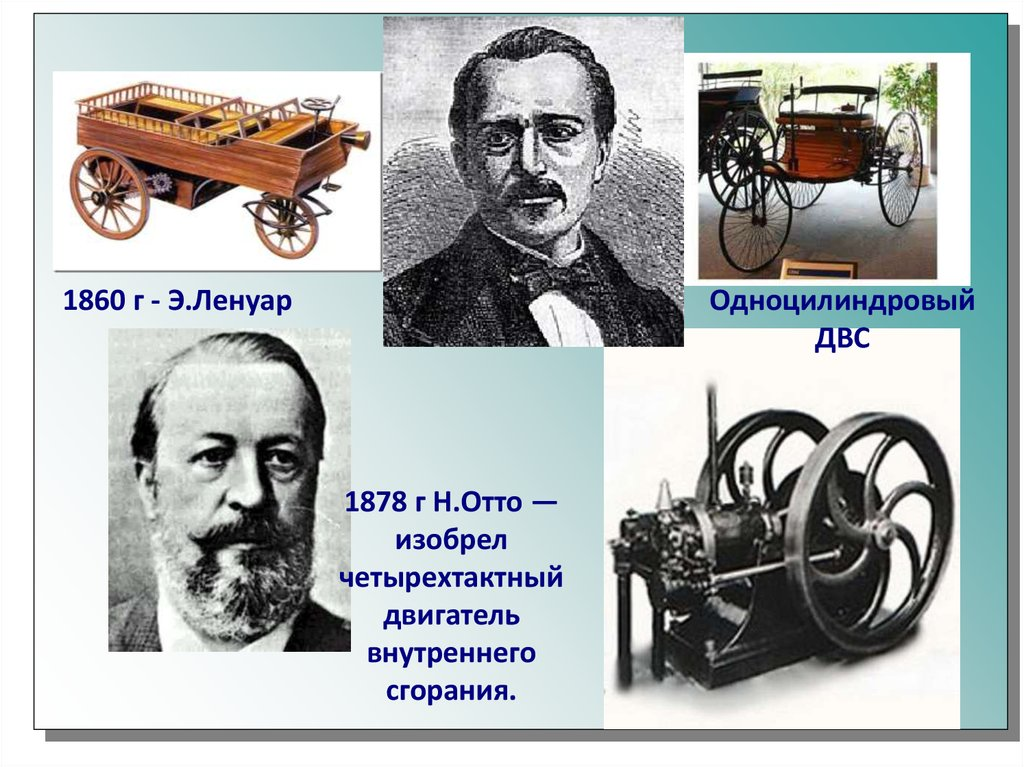 1860 г - Э.Ленуар
Одноцилиндровый
ДВС
1878 г Н.Отто —
изобрел
четырехтактный
двигатель
внутреннего
сгорания.